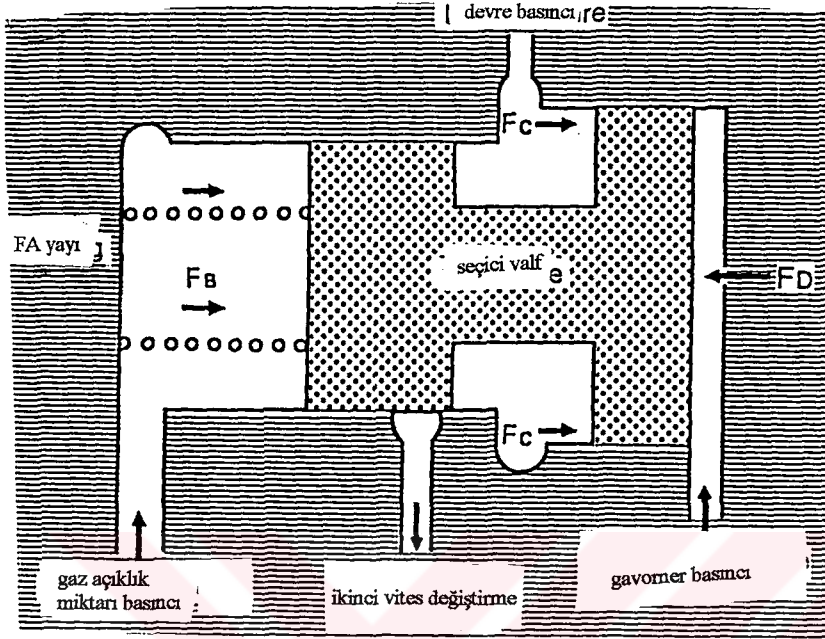 devre basıncı re
Fc
FA yayı
FB
seçici valf e
FD
Fc
gaz açıklık
miktarı basıncı
ikinci vites değiştirme
gavorner basıncı